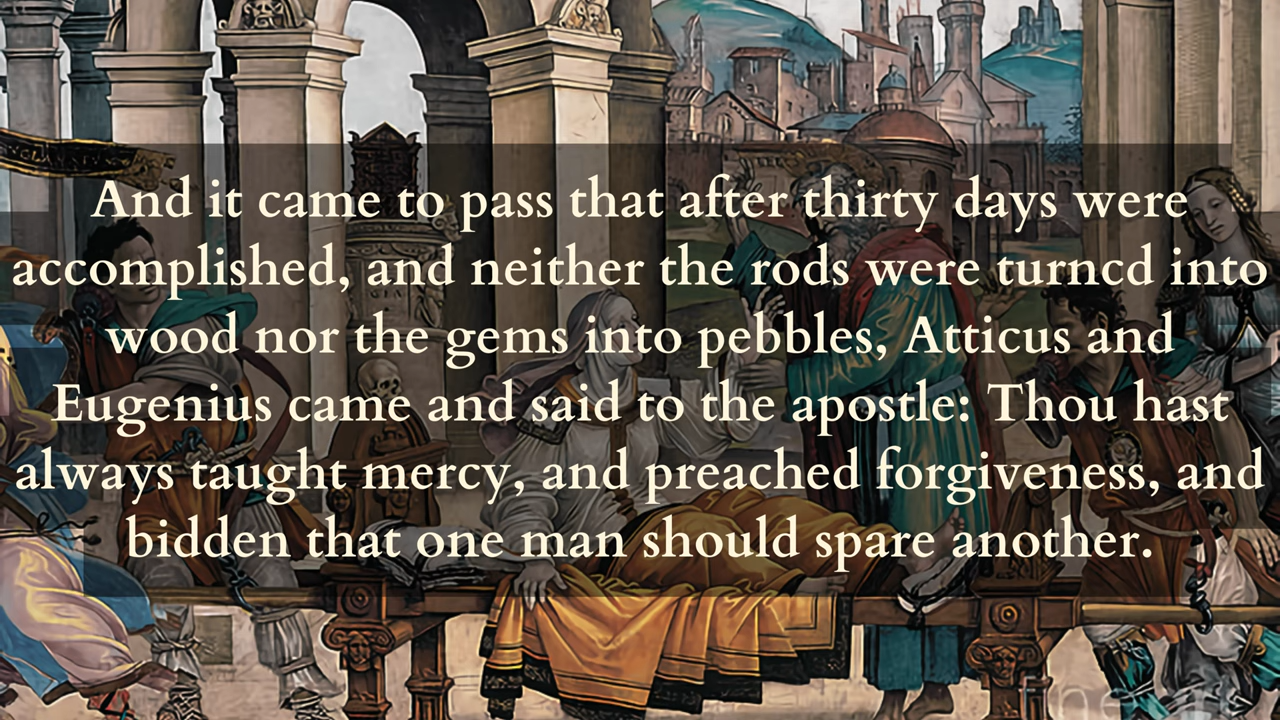 And it came to pass that after thirty days were
accomplished, and neither the rods were turncd into
wood nor the gems into pebbles, Atticus and
Eugenius came and said to the apostle: Thou hast
always taught mercy, and preached forgiveness, and
bidden that one man should spare another.